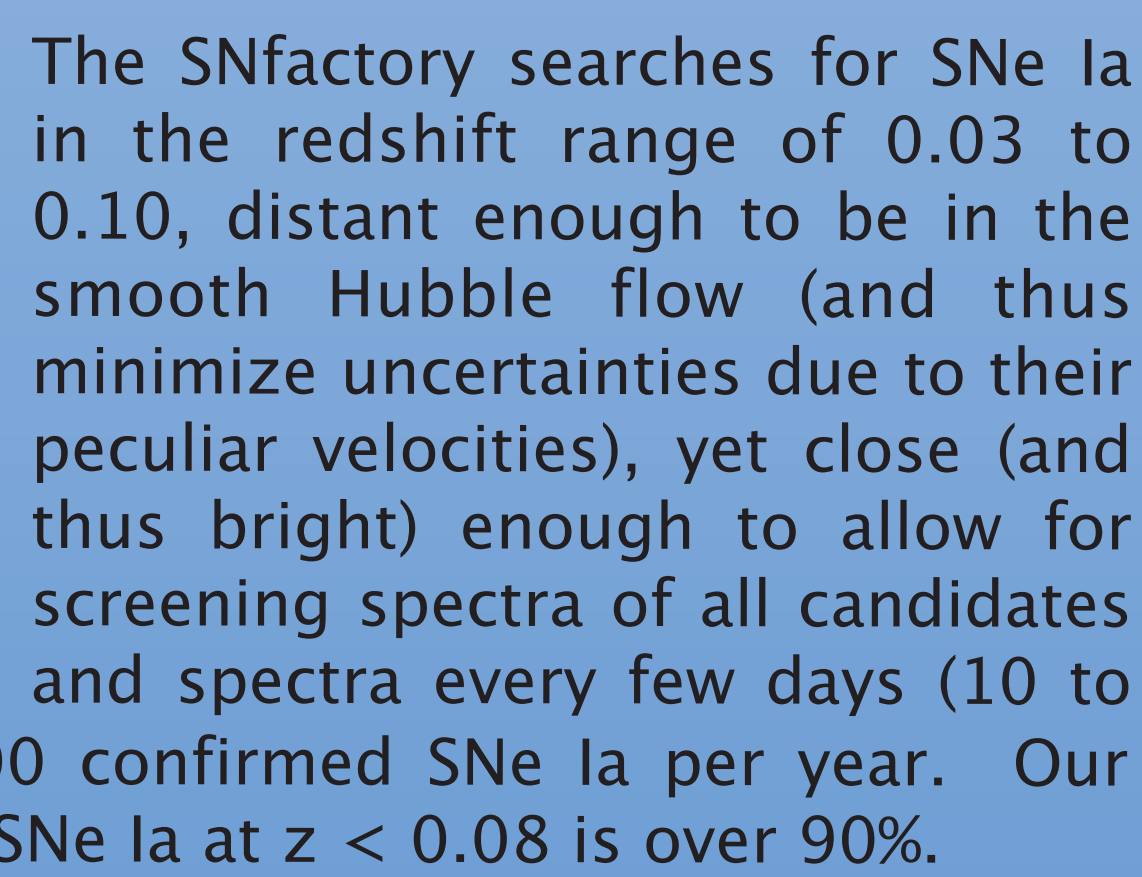 The SNfactory searches for SNe Ia
in the redshift range of 0.03 to
0.10, distant enough to be in the
smooth Hubble flow (and thus
minimize uncertainties due to their
peculiar velocities), yet close (and
thus bright) enough to allow for
screening spectra of all candidates
and spectra every few days (10 to
confirmed SNe Ia per year. Our
SNe Ia at z < 0.08 is over 90%.